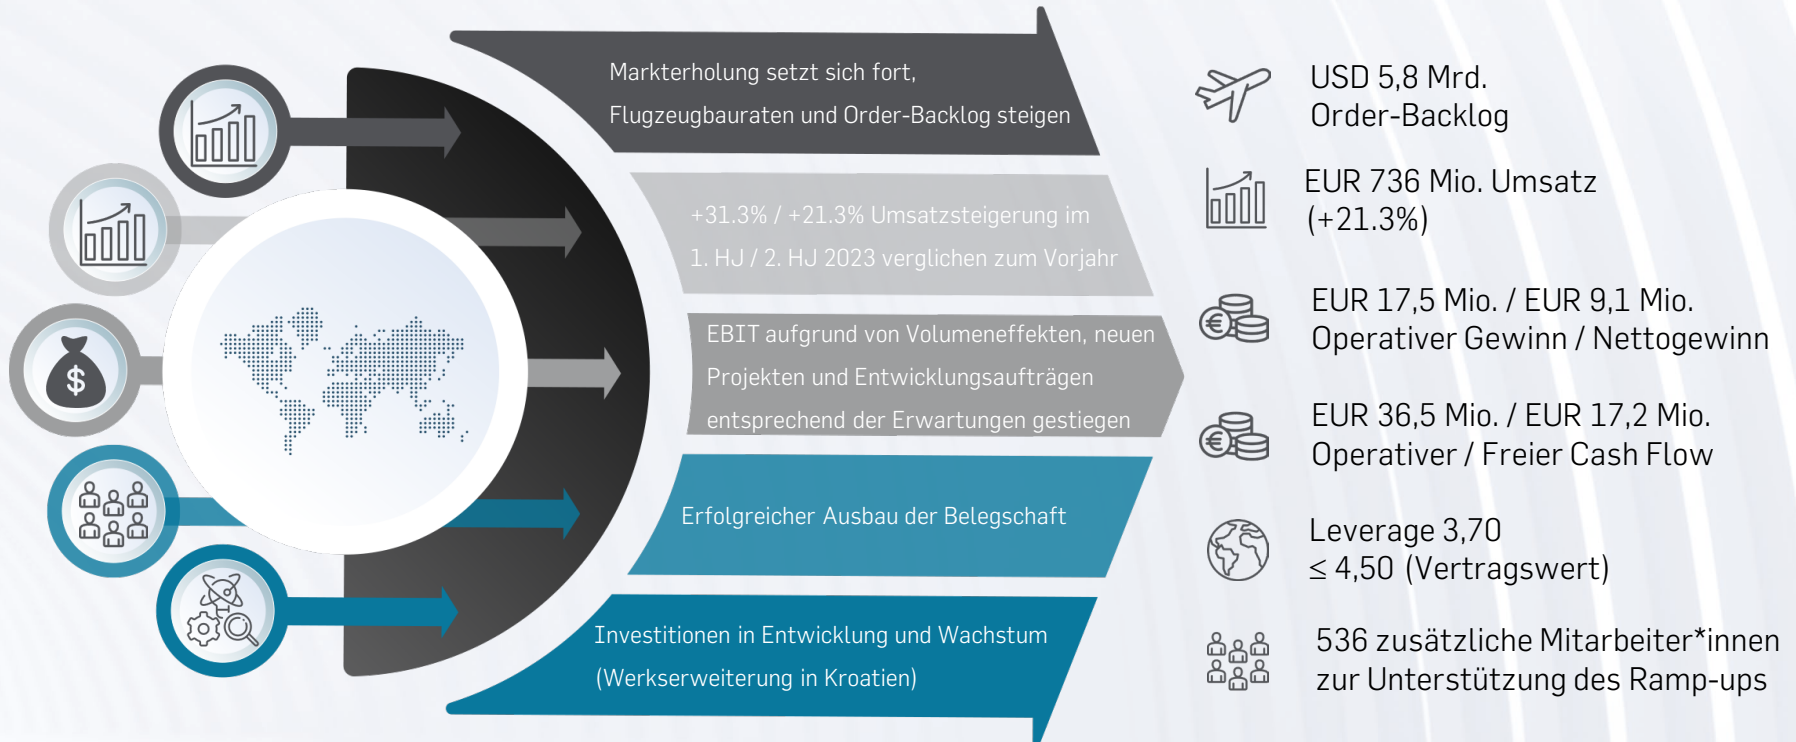 Markterholung setzt sich fort,
Flugzeugbauraten und Order-Backlog steigen
+31.3% / +21.3% Umsatzsteigerung im
1. HJ / 2. HJ 2023 verglichen zum Vorjahr
EBIT aufgrund von Volumeneffekten, neuen
Projekten und Entwicklungsaufträgen
entsprechend der Erwartungen gestiegen
Erfolgreicher Ausbau der Belegschaft
Investitionen in Entwicklung und Wachstum
(Werkserweiterung in Kroatien)
USD 5,8 Mrd.
Order-Backlog
EUR 736 Mio. Umsatz
(+21.3%)
EUR 17,5 Mio. / EUR 9,1 Mio.
Operativer Gewinn / Nettogewinn
EUR 36,5 Mio. / EUR 17,2 Mio.
Operativer / Freier Cash Flow
Leverage 3,70
≤ 4,50 (Vertragswert)
536 zusätzliche Mitarbeiter*innen
zur Unterstützung des Ramp-ups